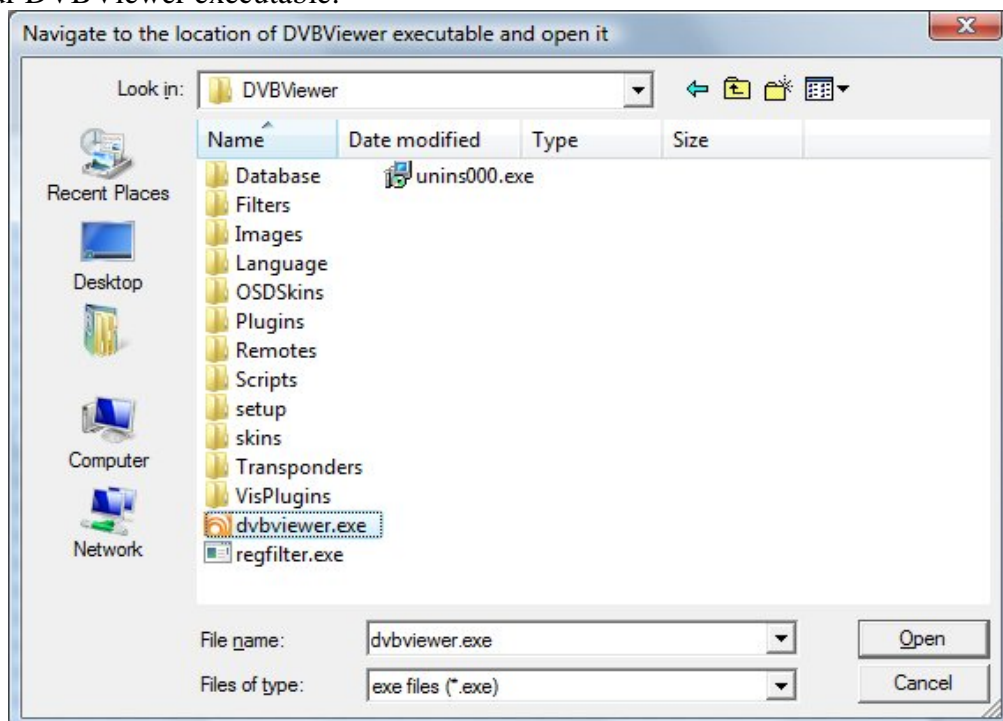 DVBViewer executable.
Navigate to the location of DVBViewer executable and open it
Look in: DVBViewer
Name Date modified Type Size
Recent Places
Desktop
Computer
Network
Database unins000.exe
Filters
Images
Language
OSDSkins
Plugins
Remotes
Scripts
setup
skins
Transponders
VisPlugins
dvbviewer.exe
regfilter.exe
File name: dvbviewer.exe Open
Files of type: exe files (*.exe) Cancel